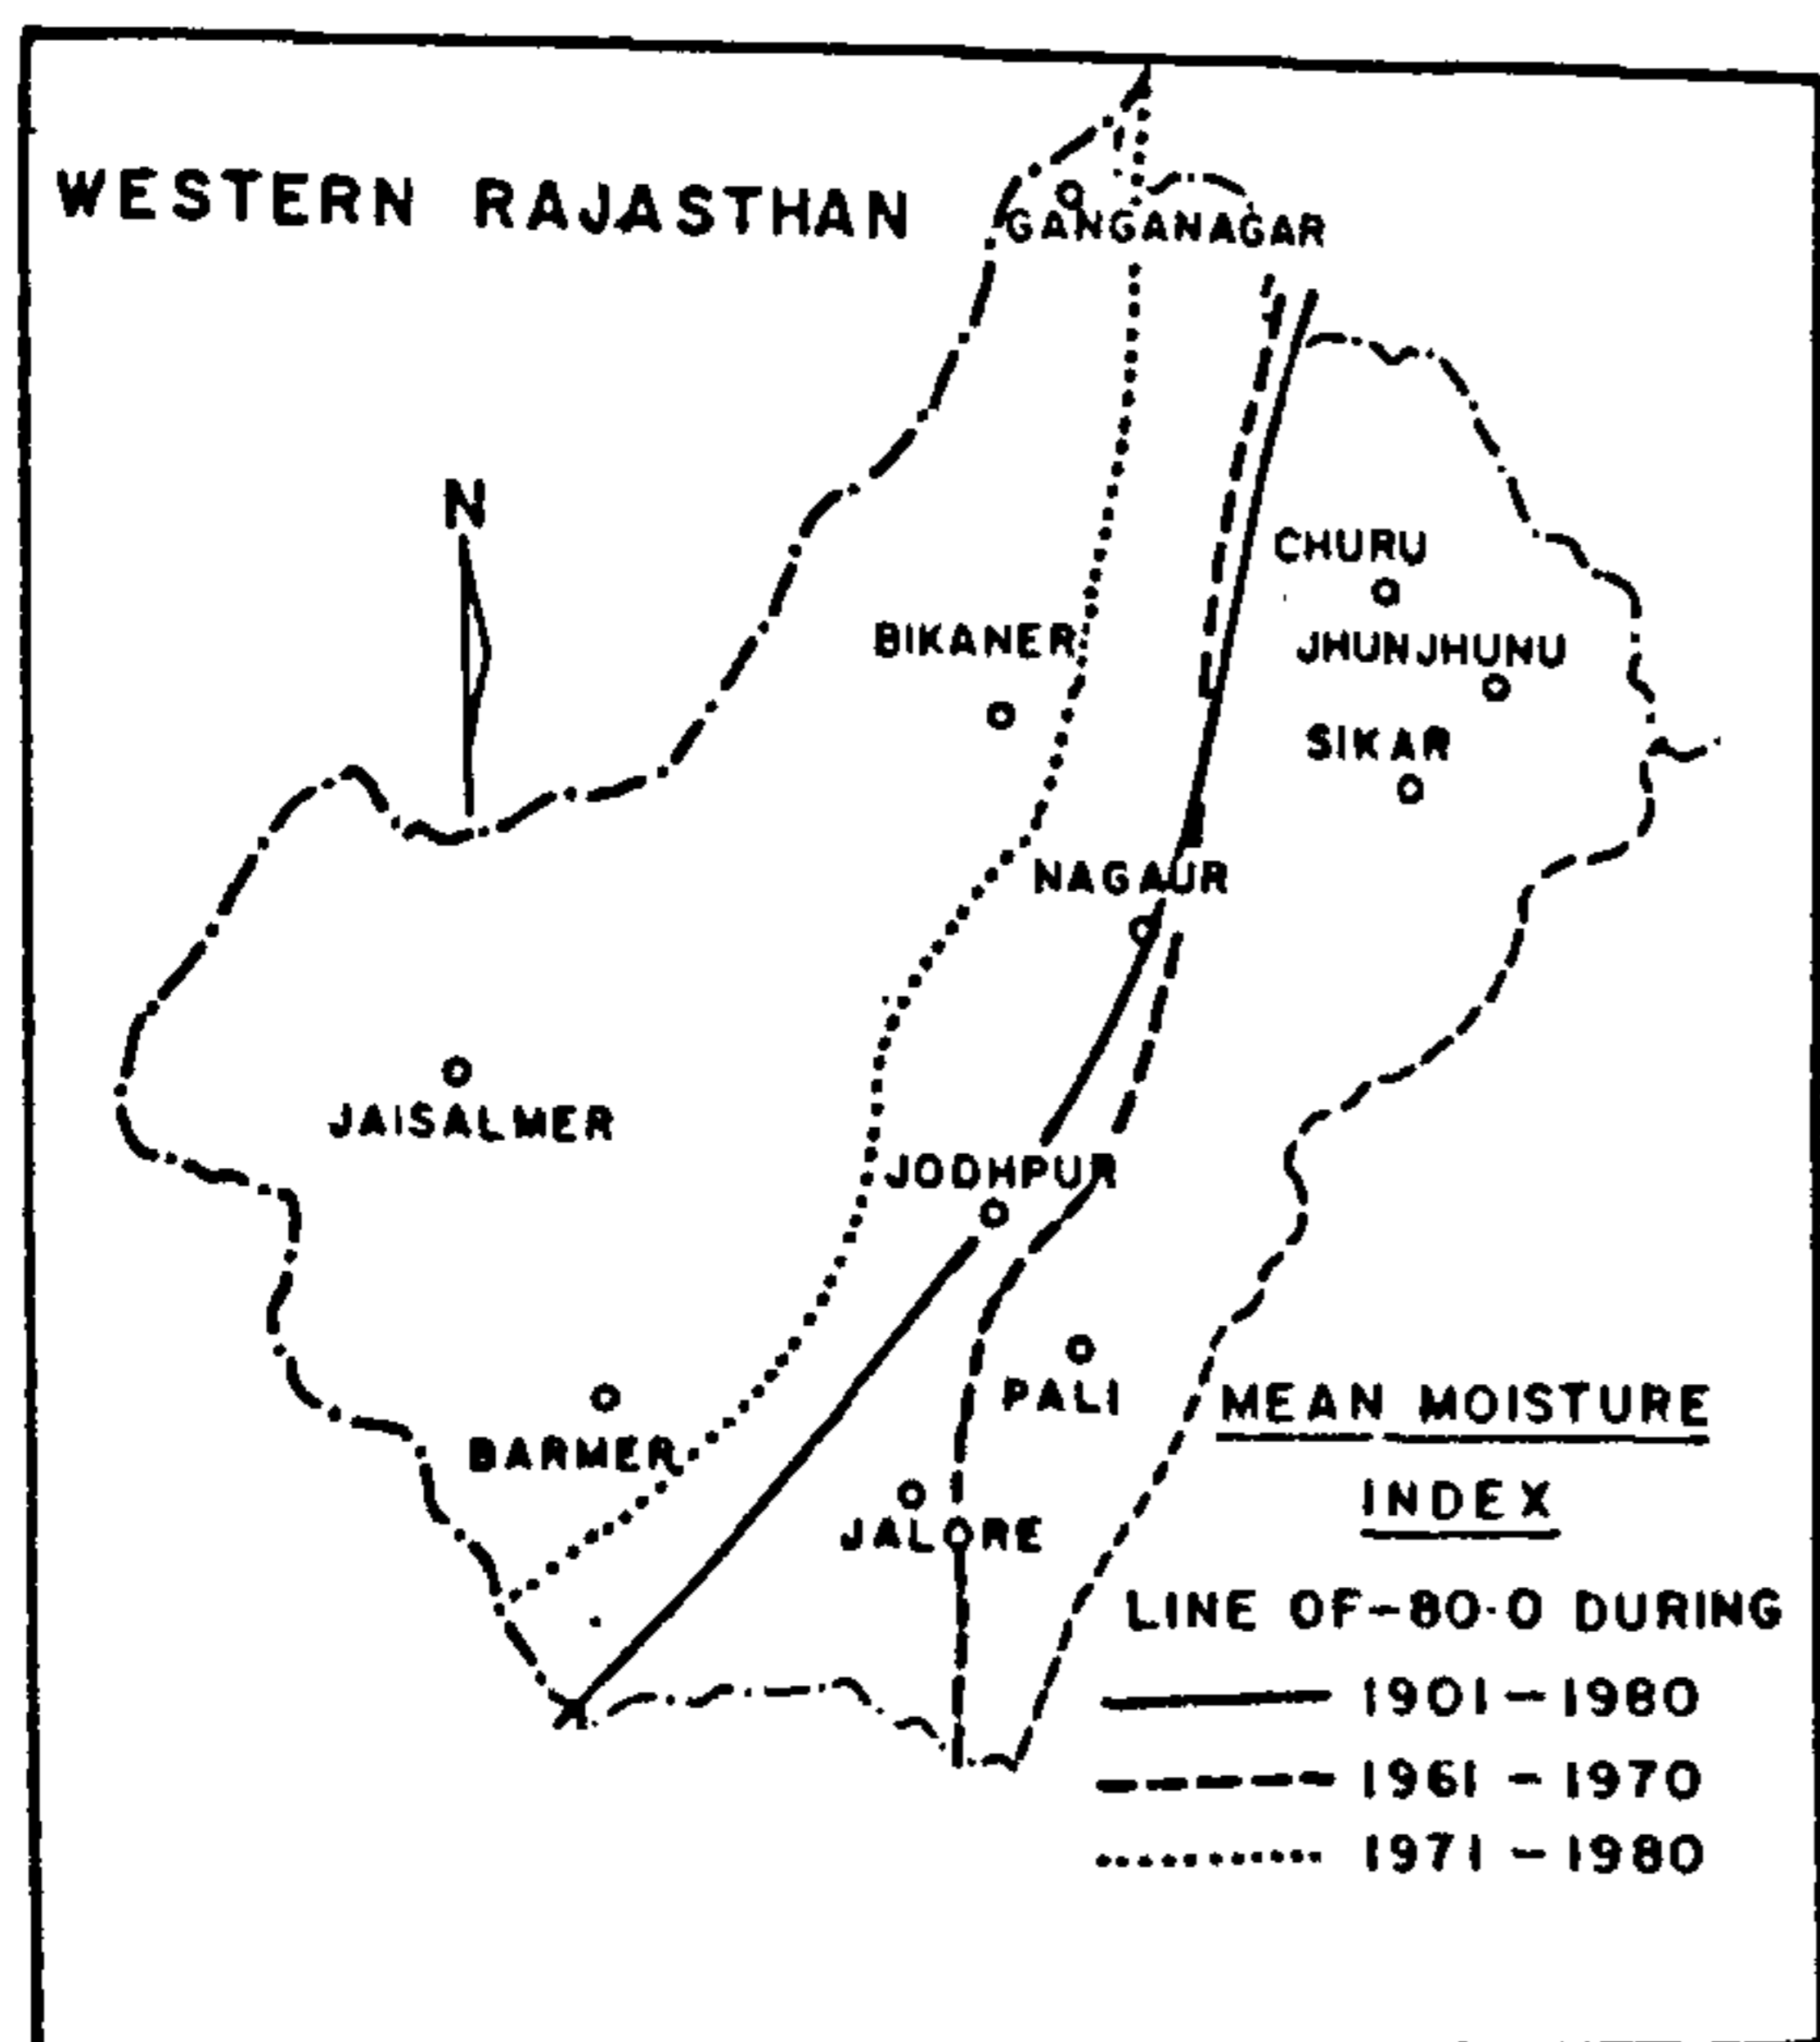 WESTERN RAJASTHAN
GANGANAGAR
N
CHURU
BIKANER
JHUNJHUNU
SIKAR
NAGAUR
JAISALMER
JODHPUR
PALI
BARMER
JALORE
MEAN MOISTURE
INDEX
LINE OF-80·0 DURING
1901-1980
1961-1970
1971-1980